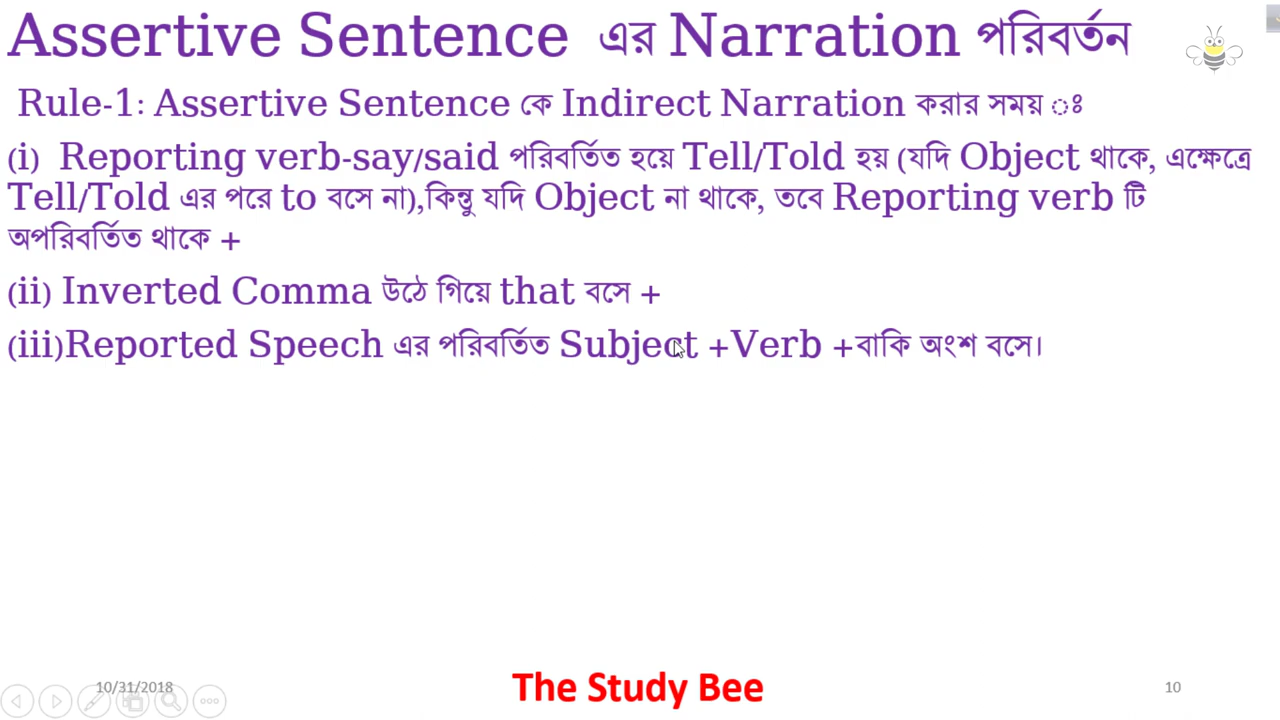 Assertive Sentence এর Narration পরিবর্তন
Rule-1: Assertive Sentence কে Indirect Narration করার সময় ঃ
(i) Reporting verb-say/said পরিবর্তিত হয়ে Tell/Told হয় (যদি Object থাকে, এক্ষেত্রে
Tell/Told এর পরে to বসে না),কিন্তু যদি Object না থাকে, তবে Reporting verb টি
অপরিবর্তিত থাকে +
(ii) Inverted Comma উঠে গিয়ে that বসে +
(iii)Reported Speech এর পরিবর্তিত Subject +Verb +বাকি অংশ বসে।
10/31/2018
The Study Bee
10